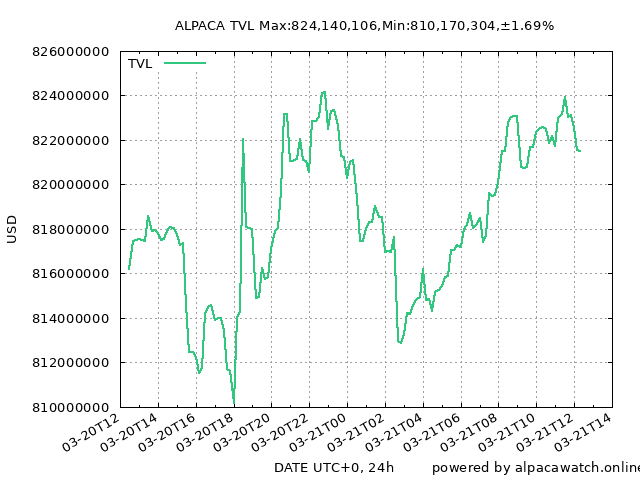 ALPACA TVL Max:824,140,106,Min:810,170,304,±1.69%
826000000
TVL
824000000
822000000
820000000
818000000
USD
816000000
814000000
812000000
810000000
03-20T12
03-20T14
03-20T16
03-20T18
03-20T20
03-20T22
03-21T00
03-21T02
03-21T04
03-21T06
03-21T08
03-21T10
03-21T12
03-21T14
DATE UTC+0, 24h
powered by alpacawatch.online